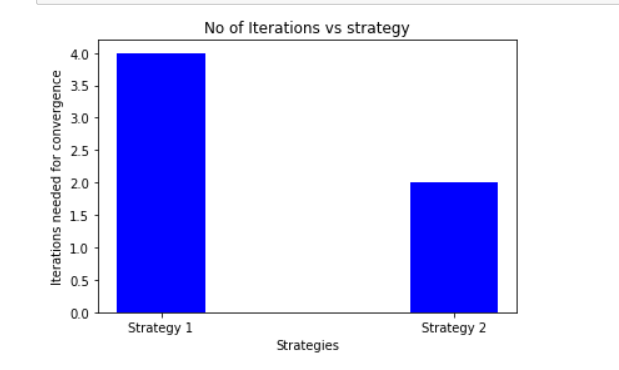 No of Iterations vs strategy
4.0
3.5
3.0
2.5
2.0
1.5
1.0
0.5
0.0
Iterations needed for convergence
Strategy 1
Strategy 2
Strategies